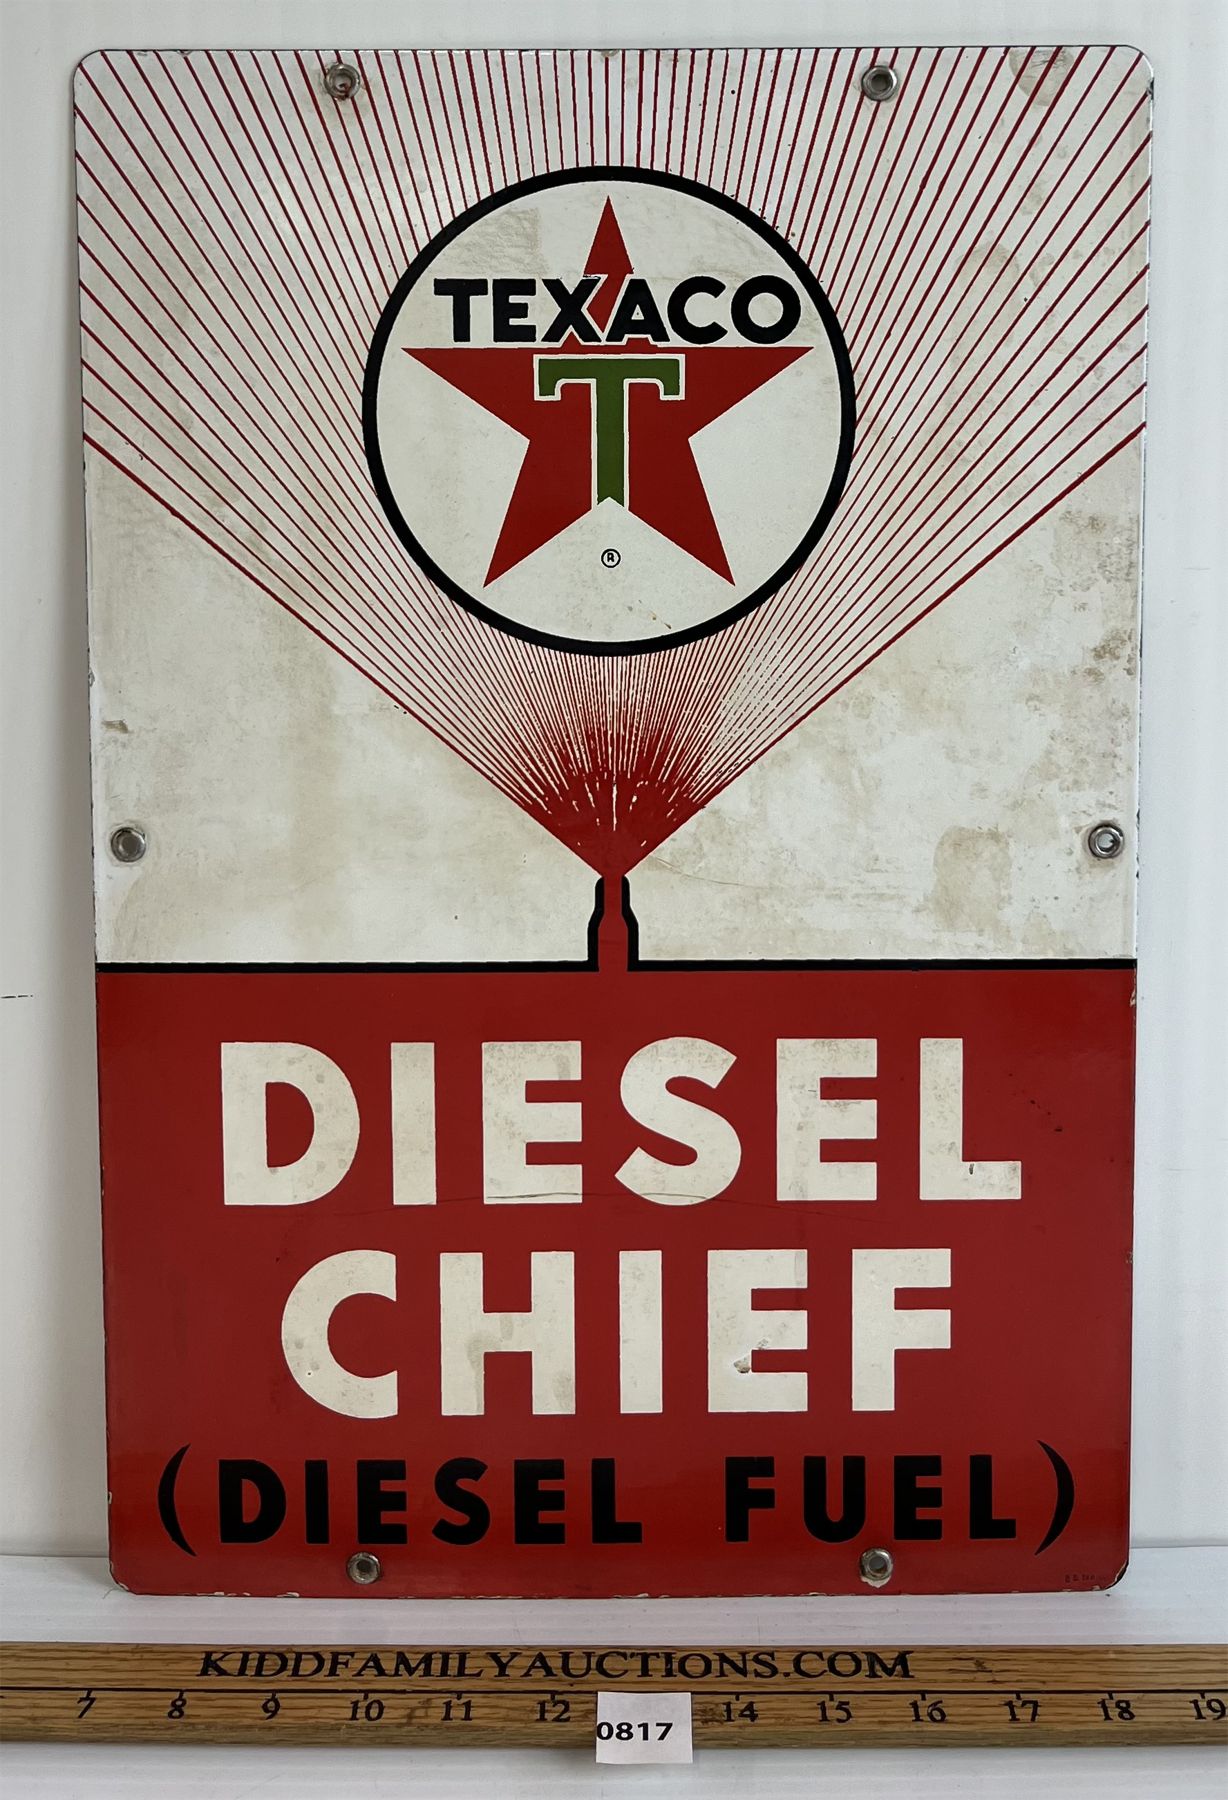 TEXACO
T
®
DIESEL
CHIEF
(DIESEL FUEL)
KIDDFAMILYAUCTIONS.COM
7 8 9 10 11 12 14 15 16 17 18 19
0817